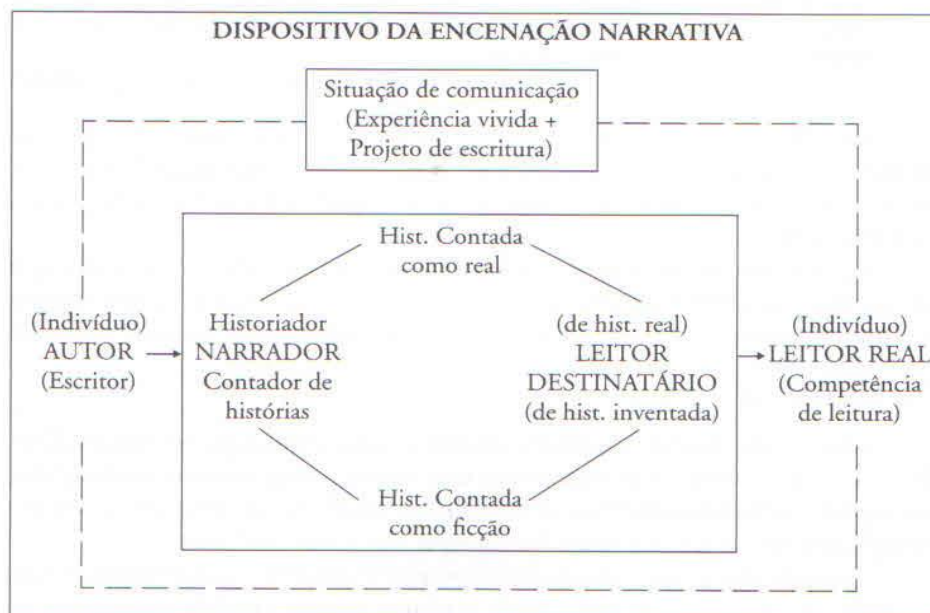 DISPOSITIVO DA ENCENAÇÃO NARRATIVA
Situação de comunicação
(Experiência vivida +
Projeto de escritura)
Hist. Contada
como real
(Indivíduo)
AUTOR
(Escritor)
Historiador
NARRADOR
Contador de
histórias
(de hist. real)
LEITOR
DESTINATÁRIO
(de hist. inventada)
(Indivíduo)
LEITOR REAL
(Competência
de leitura)
Hist. Contada
como ficção